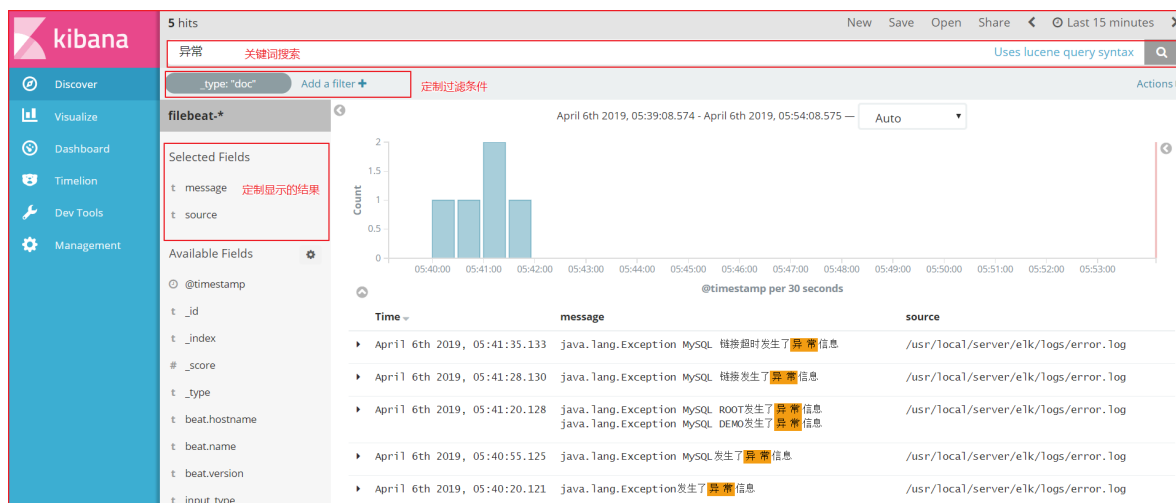 kibana
Discover
Visualize
Dashboard
Timelion
Dev Tools
Management
5 hits
New Save Open Share Last 15 minutes
异常 关键词搜索 Uses lucene query syntax
_type: "doc" Add a filter 定制过滤条件 Actions
filebeat-*
Selected Fields
t message 定制显示的结果
t source
Available Fields
@timestamp
t _id
t _index
# _score
t _type
t beat.hostname
t beat.name
t beat.version
t input_type
April 6th 2019, 05:39:08.574 - April 6th 2019, 05:54:08.575 — Auto
Count
2
1.5
1
0.5
0
05:40:00 05:41:00 05:42:00 05:43:00 05:44:00 05:45:00 05:46:00 05:47:00 05:48:00 05:49:00 05:50:00 05:51:00 05:52:00 05:53:00
@timestamp per 30 seconds
Time message source
April 6th 2019, 05:41:35.133 java.lang.Exception MySQL 链接超时发生了异常信息 /usr/local/server/elk/logs/error.log
April 6th 2019, 05:41:28.130 java.lang.Exception MySQL 链接发生了异常信息 /usr/local/server/elk/logs/error.log
April 6th 2019, 05:41:20.128 java.lang.Exception MySQL ROOT发生了异常信息 /usr/local/server/elk/logs/error.log
java.lang.Exception MySQL DEMO发生了异常信息
April 6th 2019, 05:40:55.125 java.lang.Exception MySQL发生了异常信息 /usr/local/server/elk/logs/error.log
April 6th 2019, 05:40:20.121 java.lang.Exception发生了异常信息 /usr/local/server/elk/logs/error.log